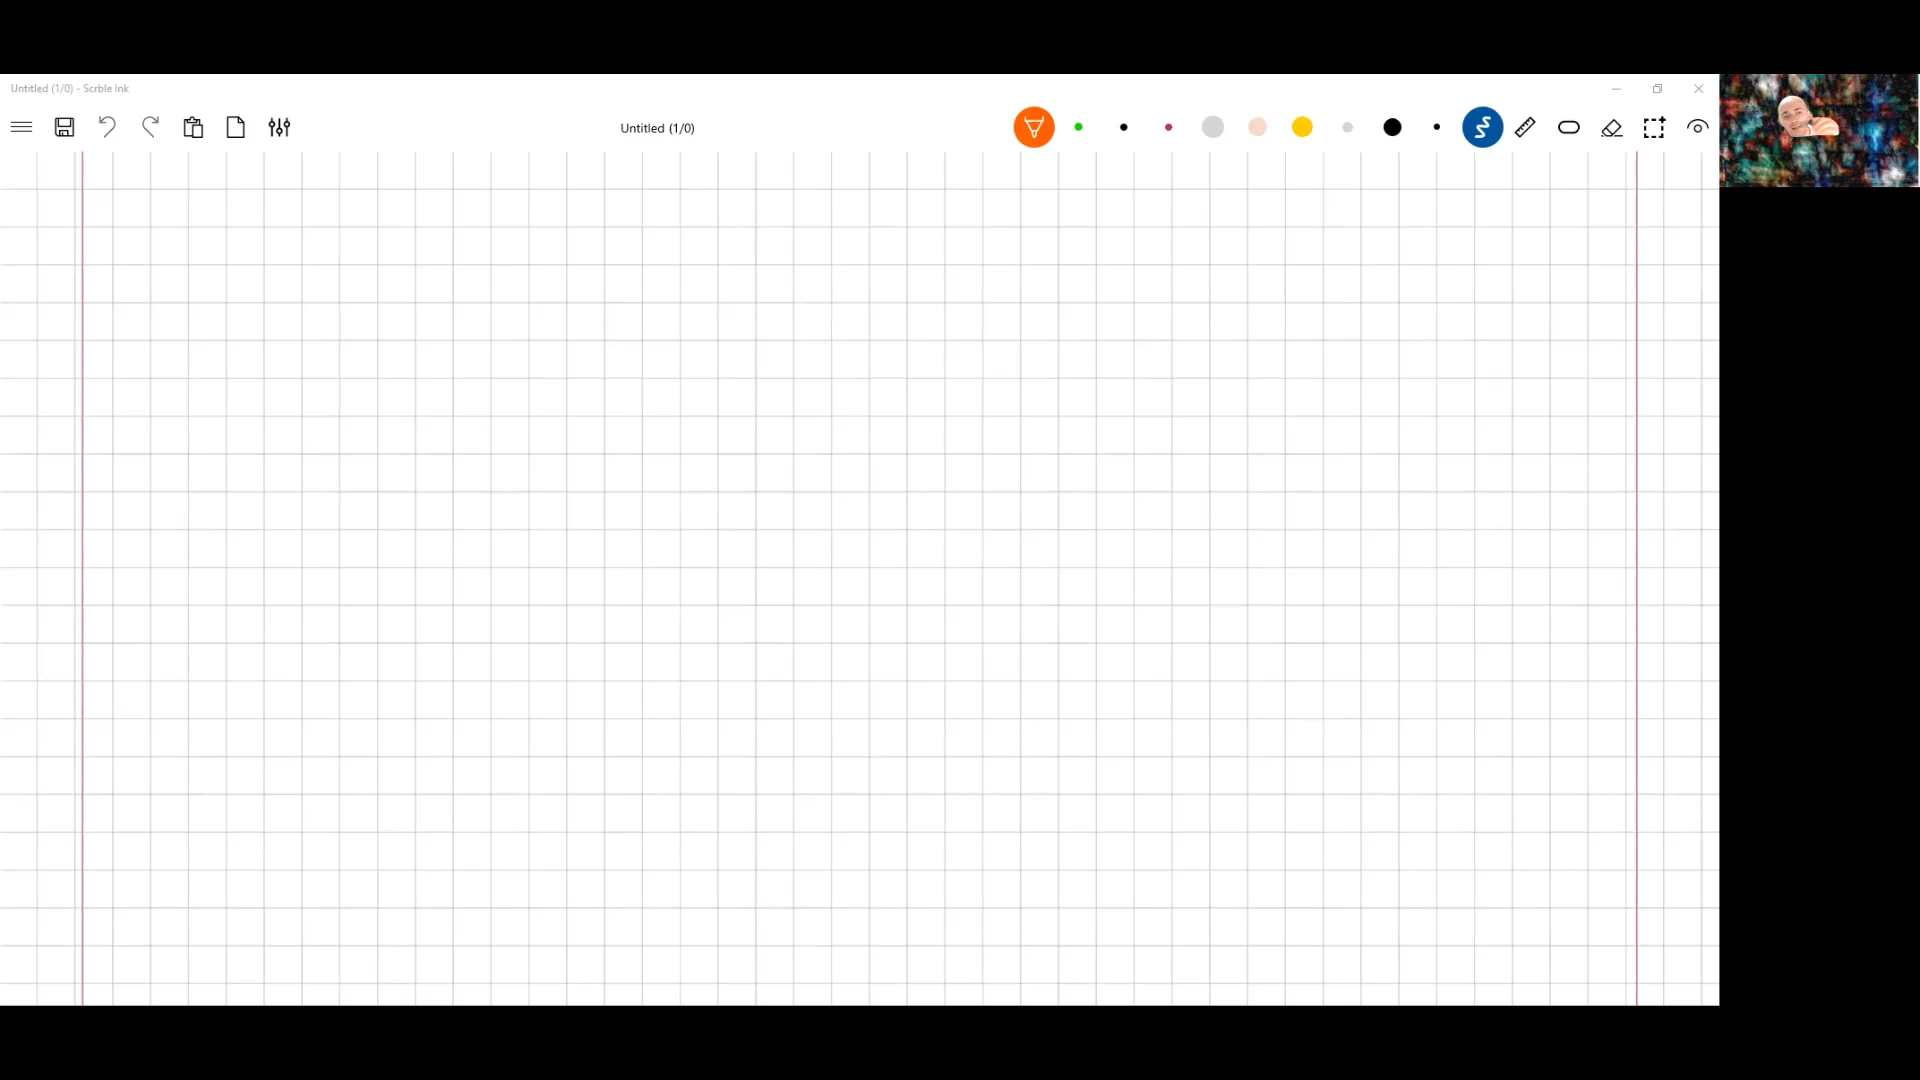 Untitled (1/0) - Scrble Ink
Untitled (1/0)